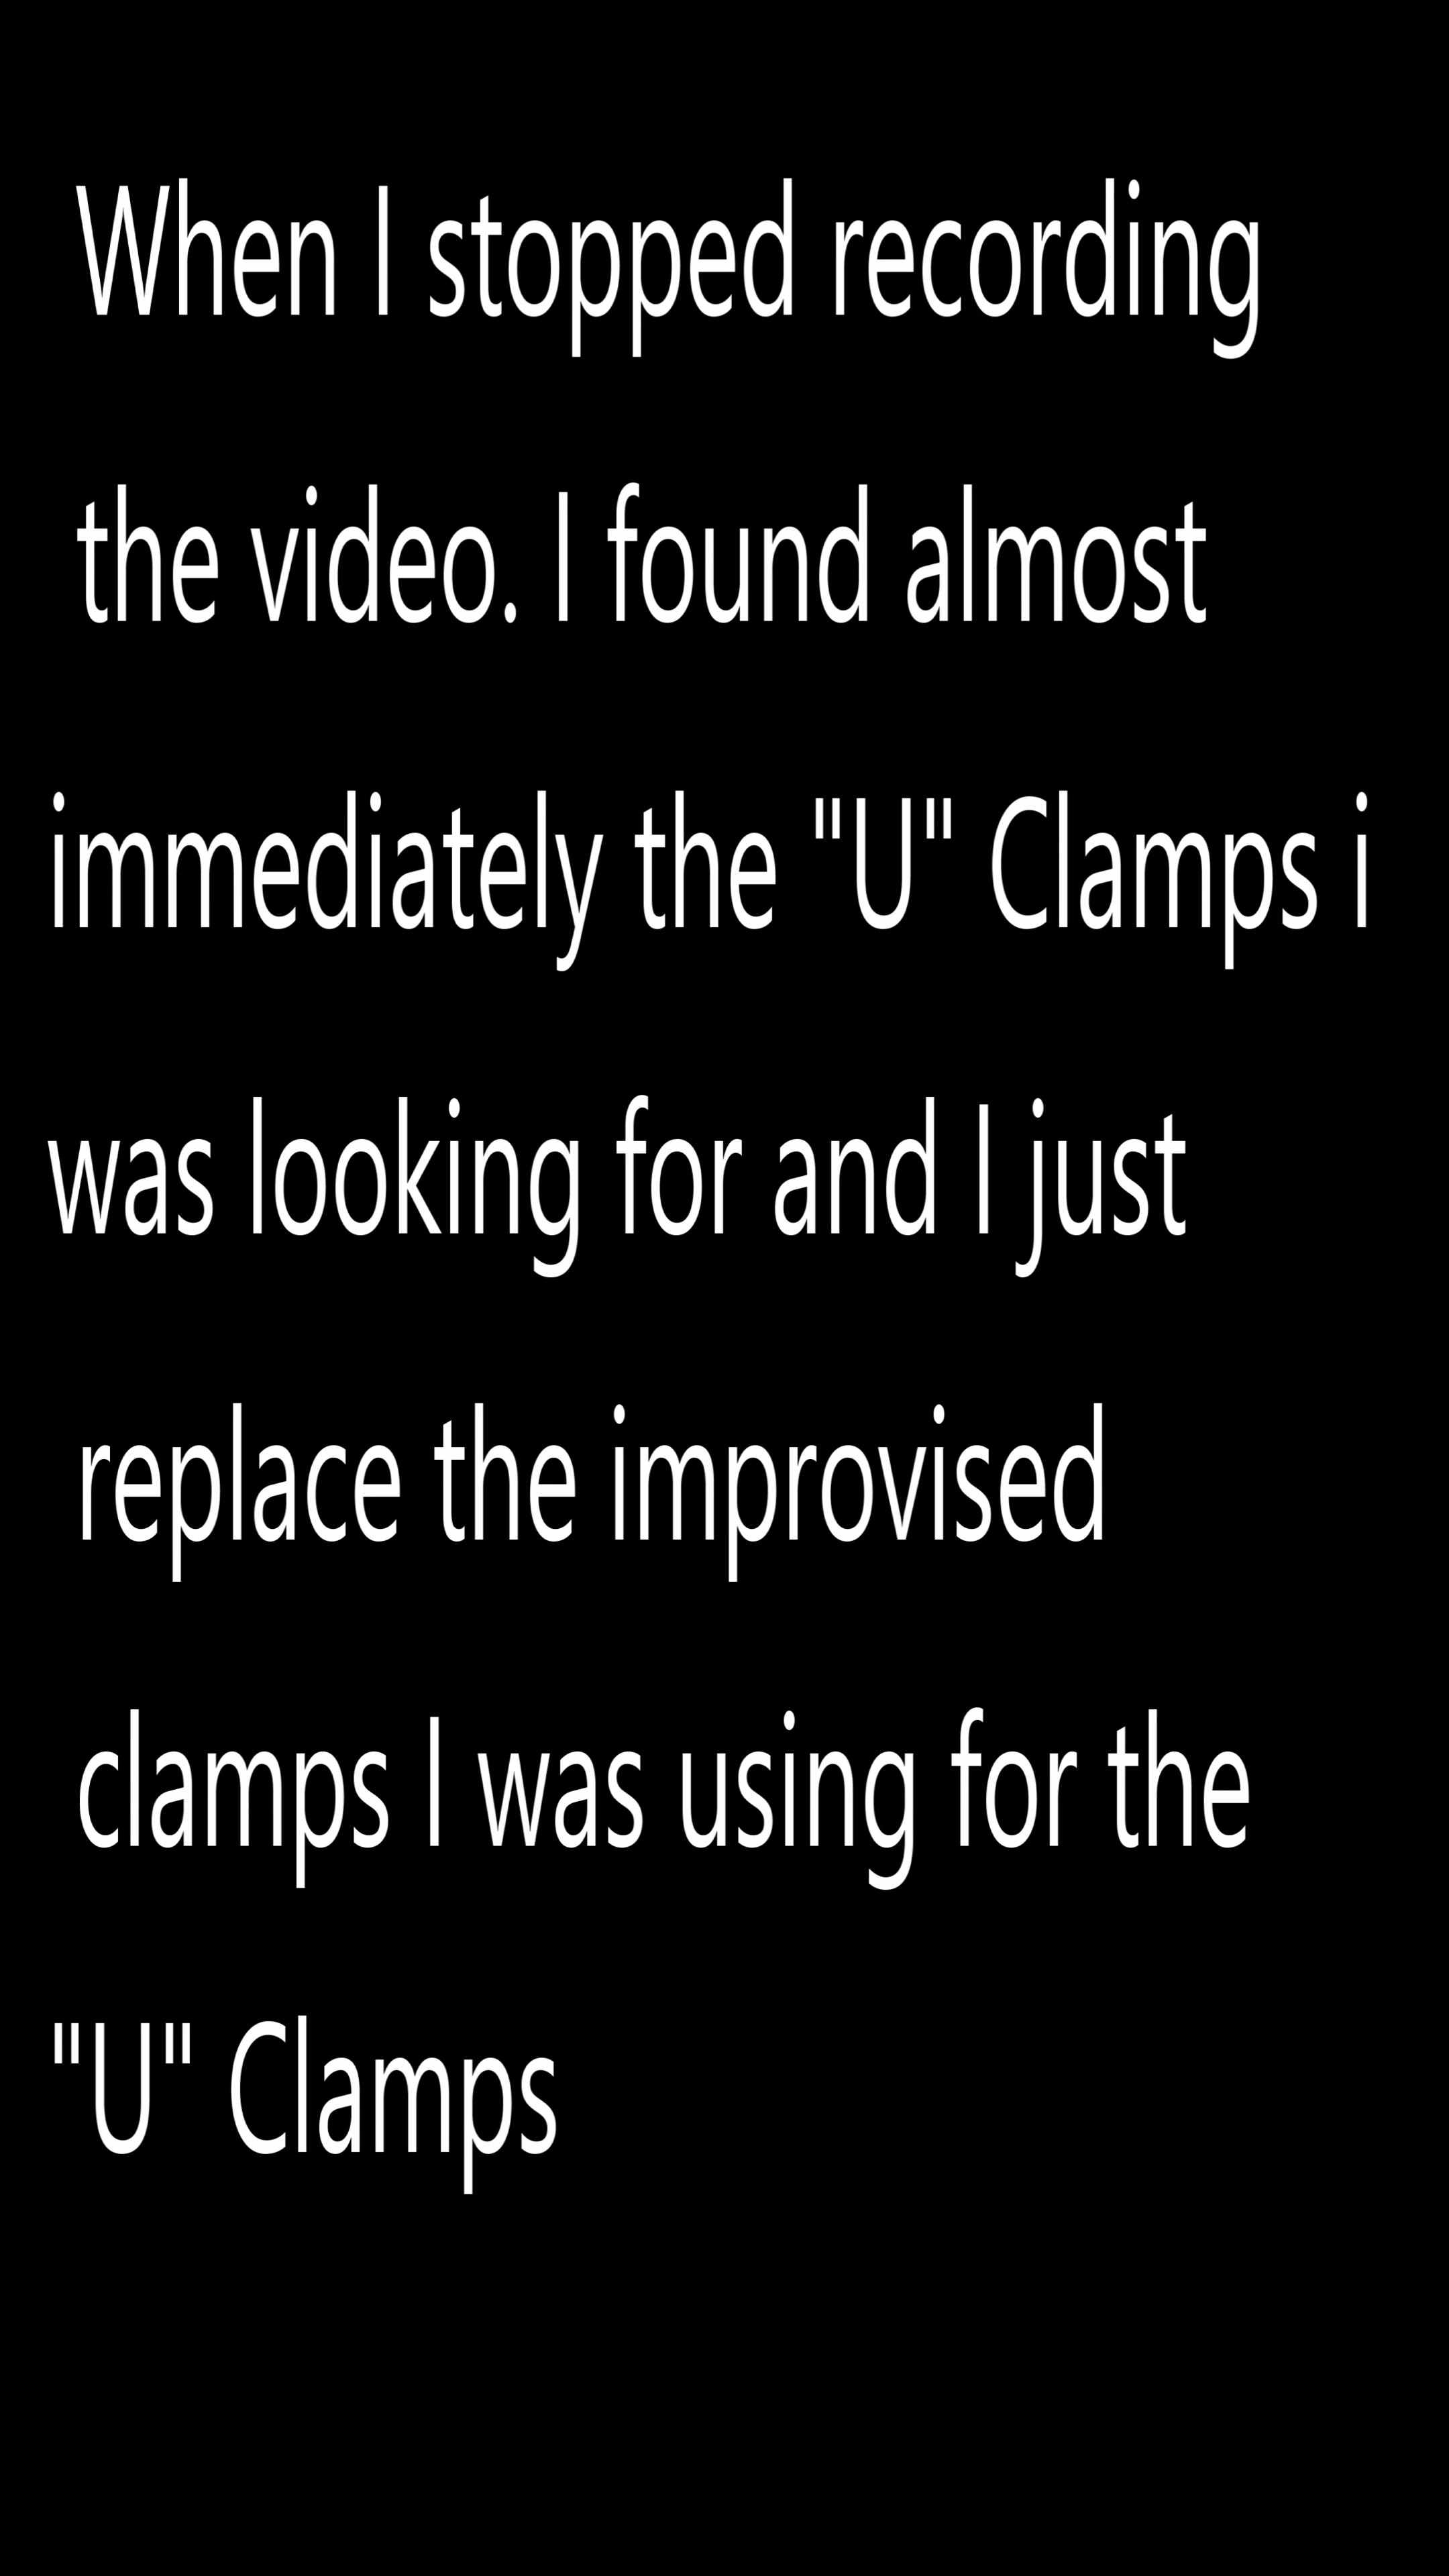 When I stopped recording
the video. I found almost
immediately the "U" Clamps i
was looking for and I just
replace the improvised
clamps I was using for the
"U" Clamps